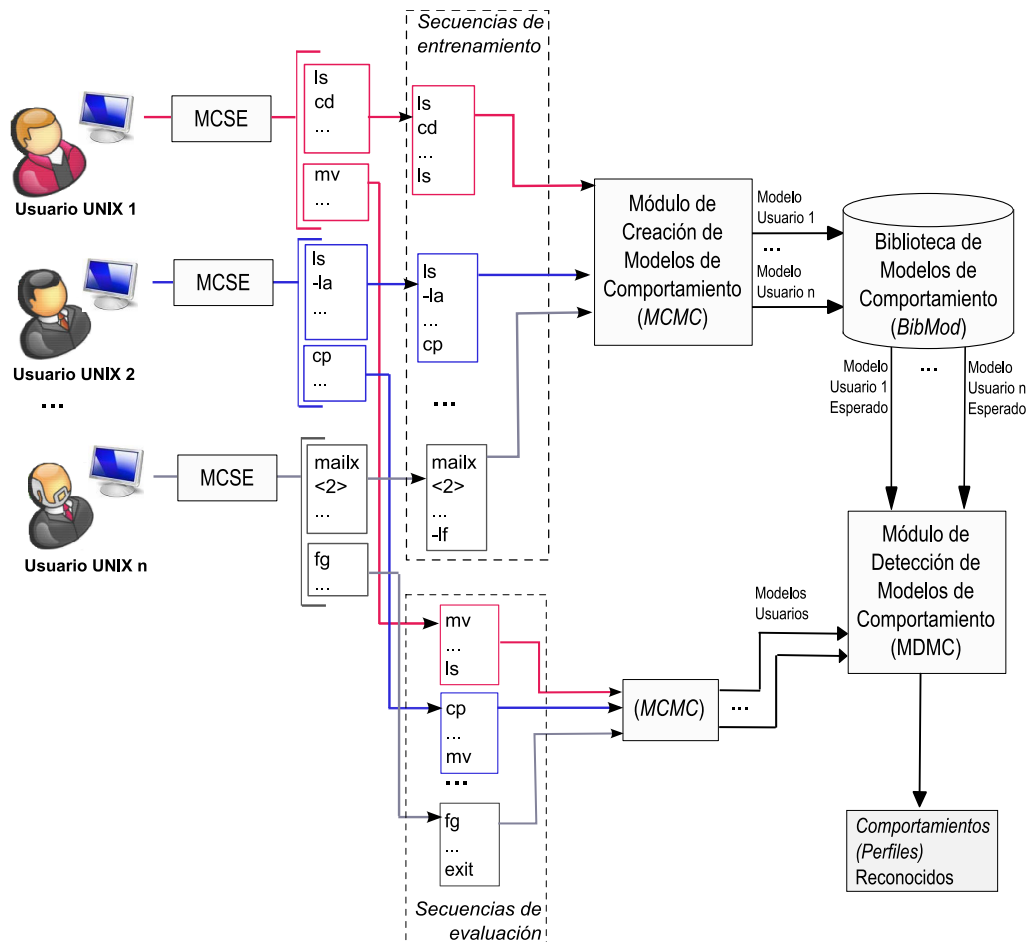 Secuencias de
entrenamiento
ls
cd
...
mv
...
ls
cd
...
ls
MCSE
Usuario UNIX 1
ls
-la
...
cp
...
ls
-la
...
cp
MCSE
Usuario UNIX 2
...
...
mailx
<2>
...
fg
...
mailx
<2>
...
-lf
MCSE
Usuario UNIX n
Módulo de
Creación de
Modelos de
Comportamiento
(MCMC)
Modelo
Usuario 1
...
Modelo
Usuario n
Biblioteca de
Modelos de
Comportamiento
(BibMod)
Modelo
Usuario 1
Esperado
...
Modelo
Usuario n
Esperado
Módulo de
Detección de
Modelos de
Comportamiento
(MDMC)
mv
...
ls
cp
...
mv
...
fg
...
exit
Secuencias de
evaluación
(MCMC)
Modelos
Usuarios
...
Comportamientos
(Perfiles)
Reconocidos